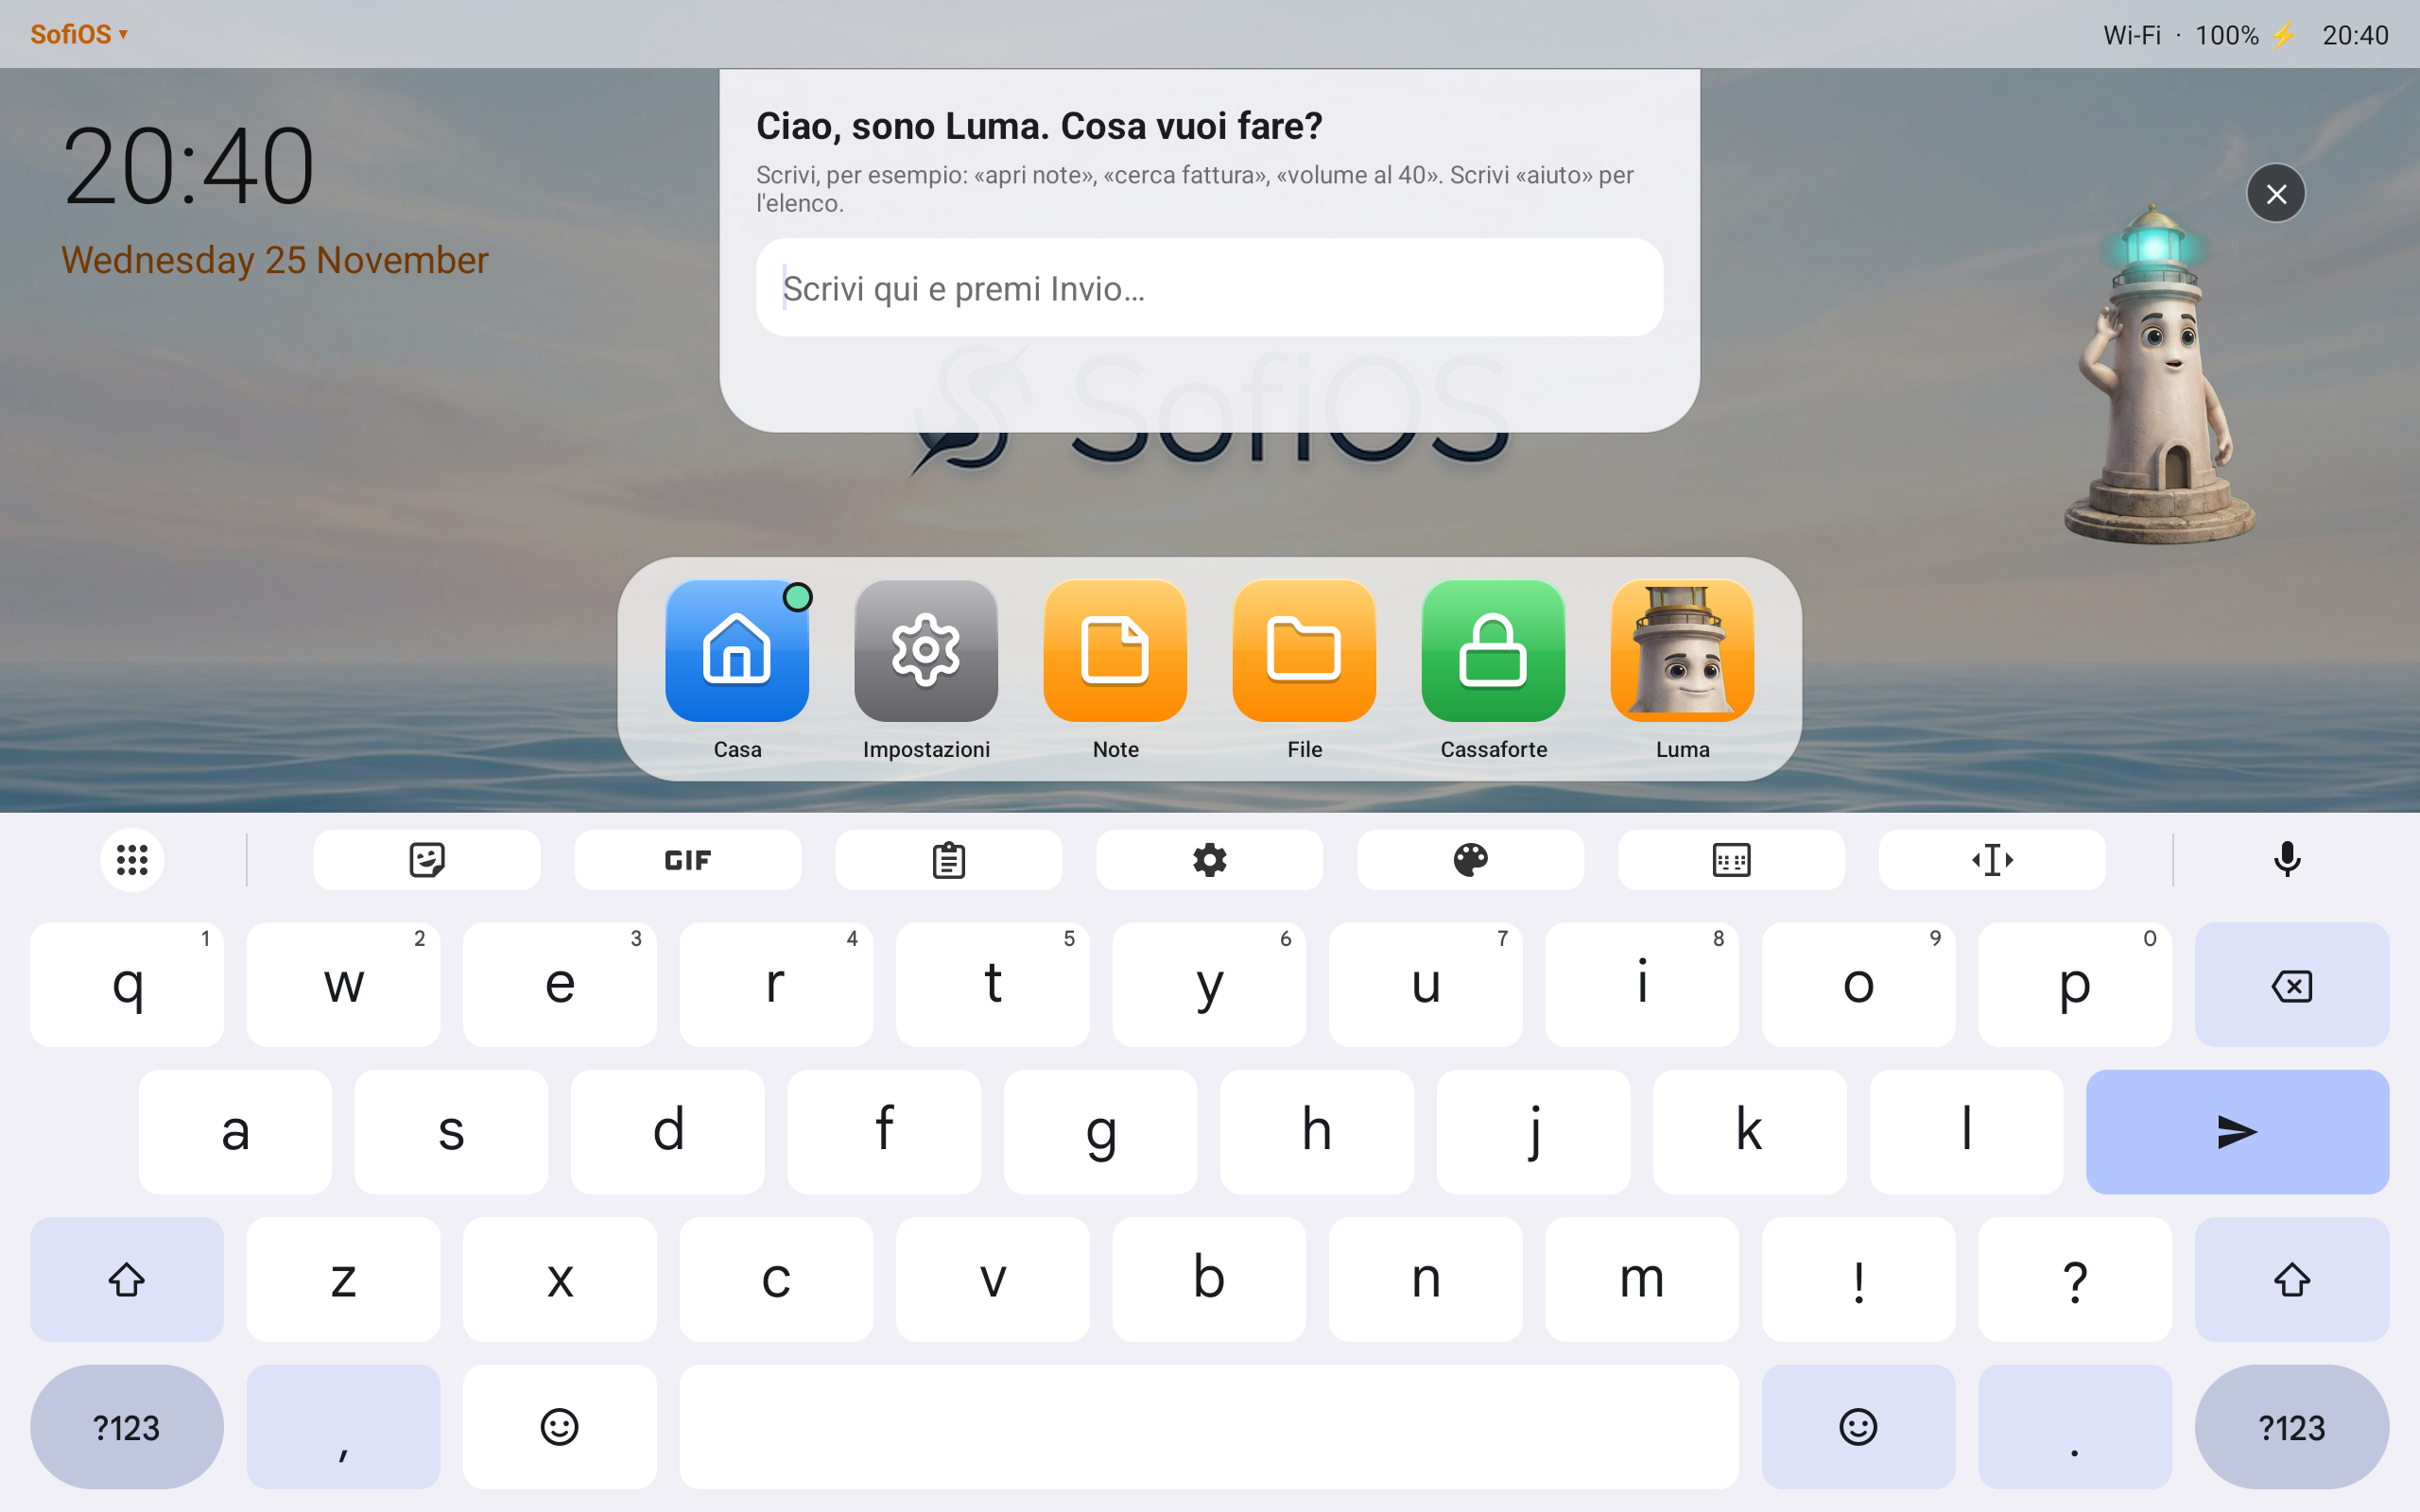 SofiOS ▾
Wi-Fi · 100% ⚡ 20:40
20:40
Wednesday 25 November
Ciao, sono Luma. Cosa vuoi fare?
Scrivi, per esempio: «apri note», «cerca fattura», «volume al 40». Scrivi «aiuto» per
l'elenco.
Scrivi qui e premi Invio…
SofiOS
Casa Impostazioni Note File Cassaforte Luma
GIF
q 1 w 2 e 3 r 4 t 5 y 6 u 7 i 8 o 9 p 0
a s d f g h j k l
z x c v b n m ! ?
?123 , . ?123